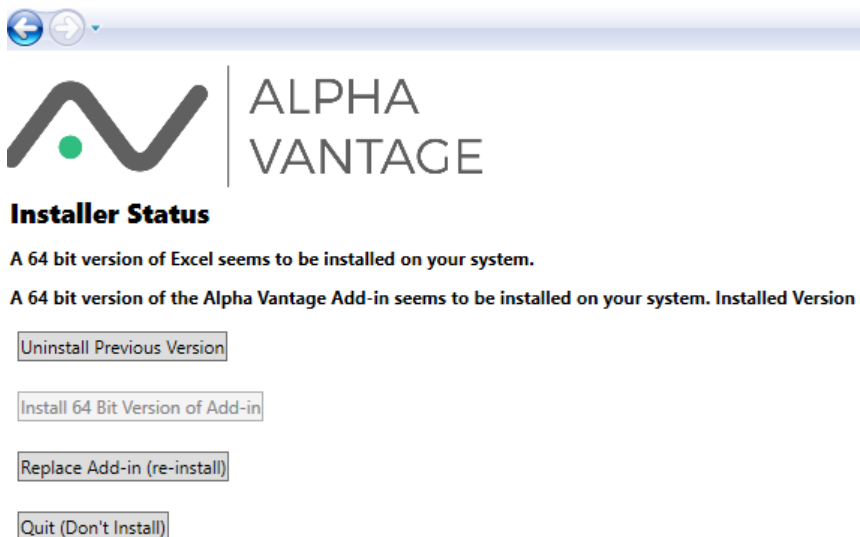 ALPHA
VANTAGE
Installer Status
A 64 bit version of Excel seems to be installed on your system.
A 64 bit version of the Alpha Vantage Add-in seems to be installed on your system. Installed Version
Uninstall Previous Version
Install 64 Bit Version of Add-in
Replace Add-in (re-install)
Quit (Don't Install)